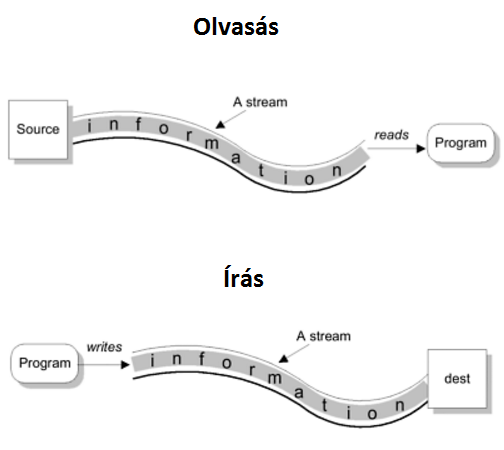 Olvasás
A stream
Source
information
reads
Program
Írás
A stream
Program
writes
information
dest